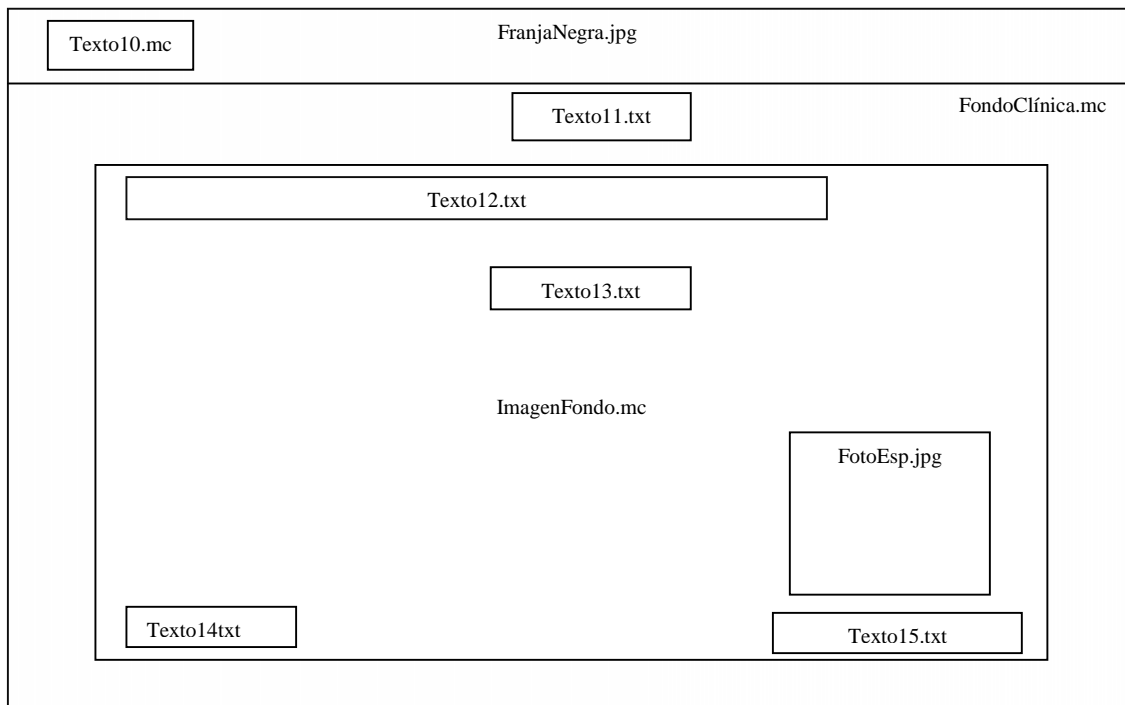 FranjaNegra.jpg
Texto10.mc
FondoClínica.mc
Texto11.txt
Texto12.txt
Texto13.txt
ImagenFondo.mc
FotoEsp.jpg
Texto14txt
Texto15.txt